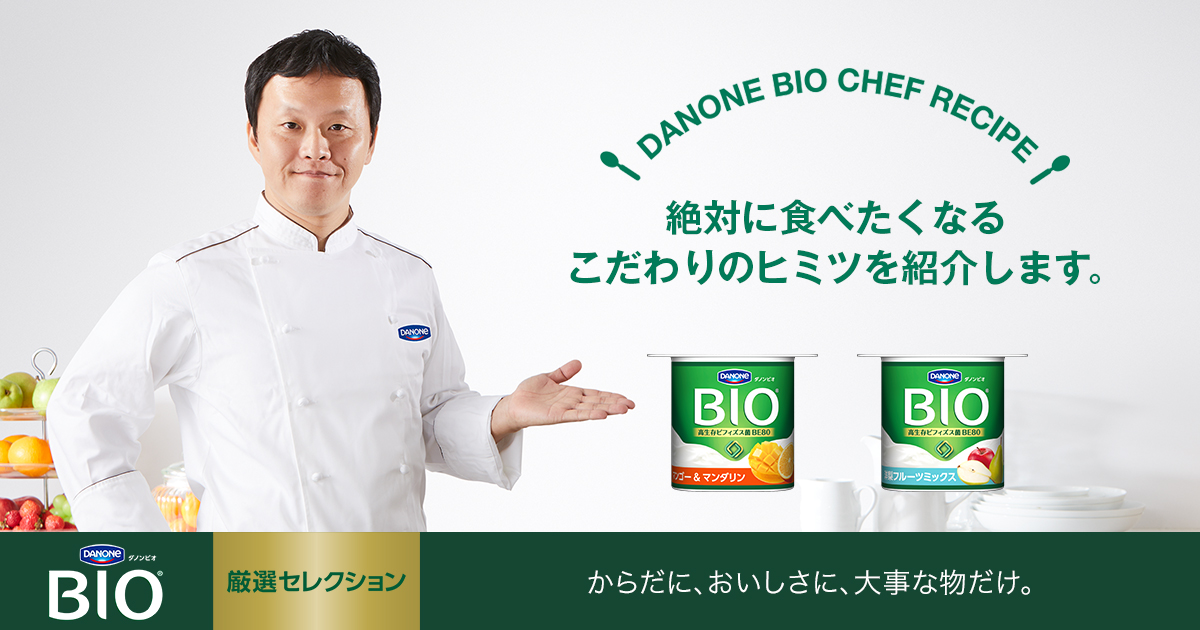 DANONE BIO CHEF RECIPE
絶対に食べたくなる
こだわりのヒミツを紹介します。
DANONE
DANONE ダノンビオ
BIO®
高生存ビフィズス菌 BE80
ンゴー & マンダリン
DANONE ダノンビオ
BIO®
高生存ビフィズス菌 BE80
製フルーツミックス
DANONE ダノンビオ
BIO®
厳選セレクション
からだに、おいしさに、大事な物だけ。